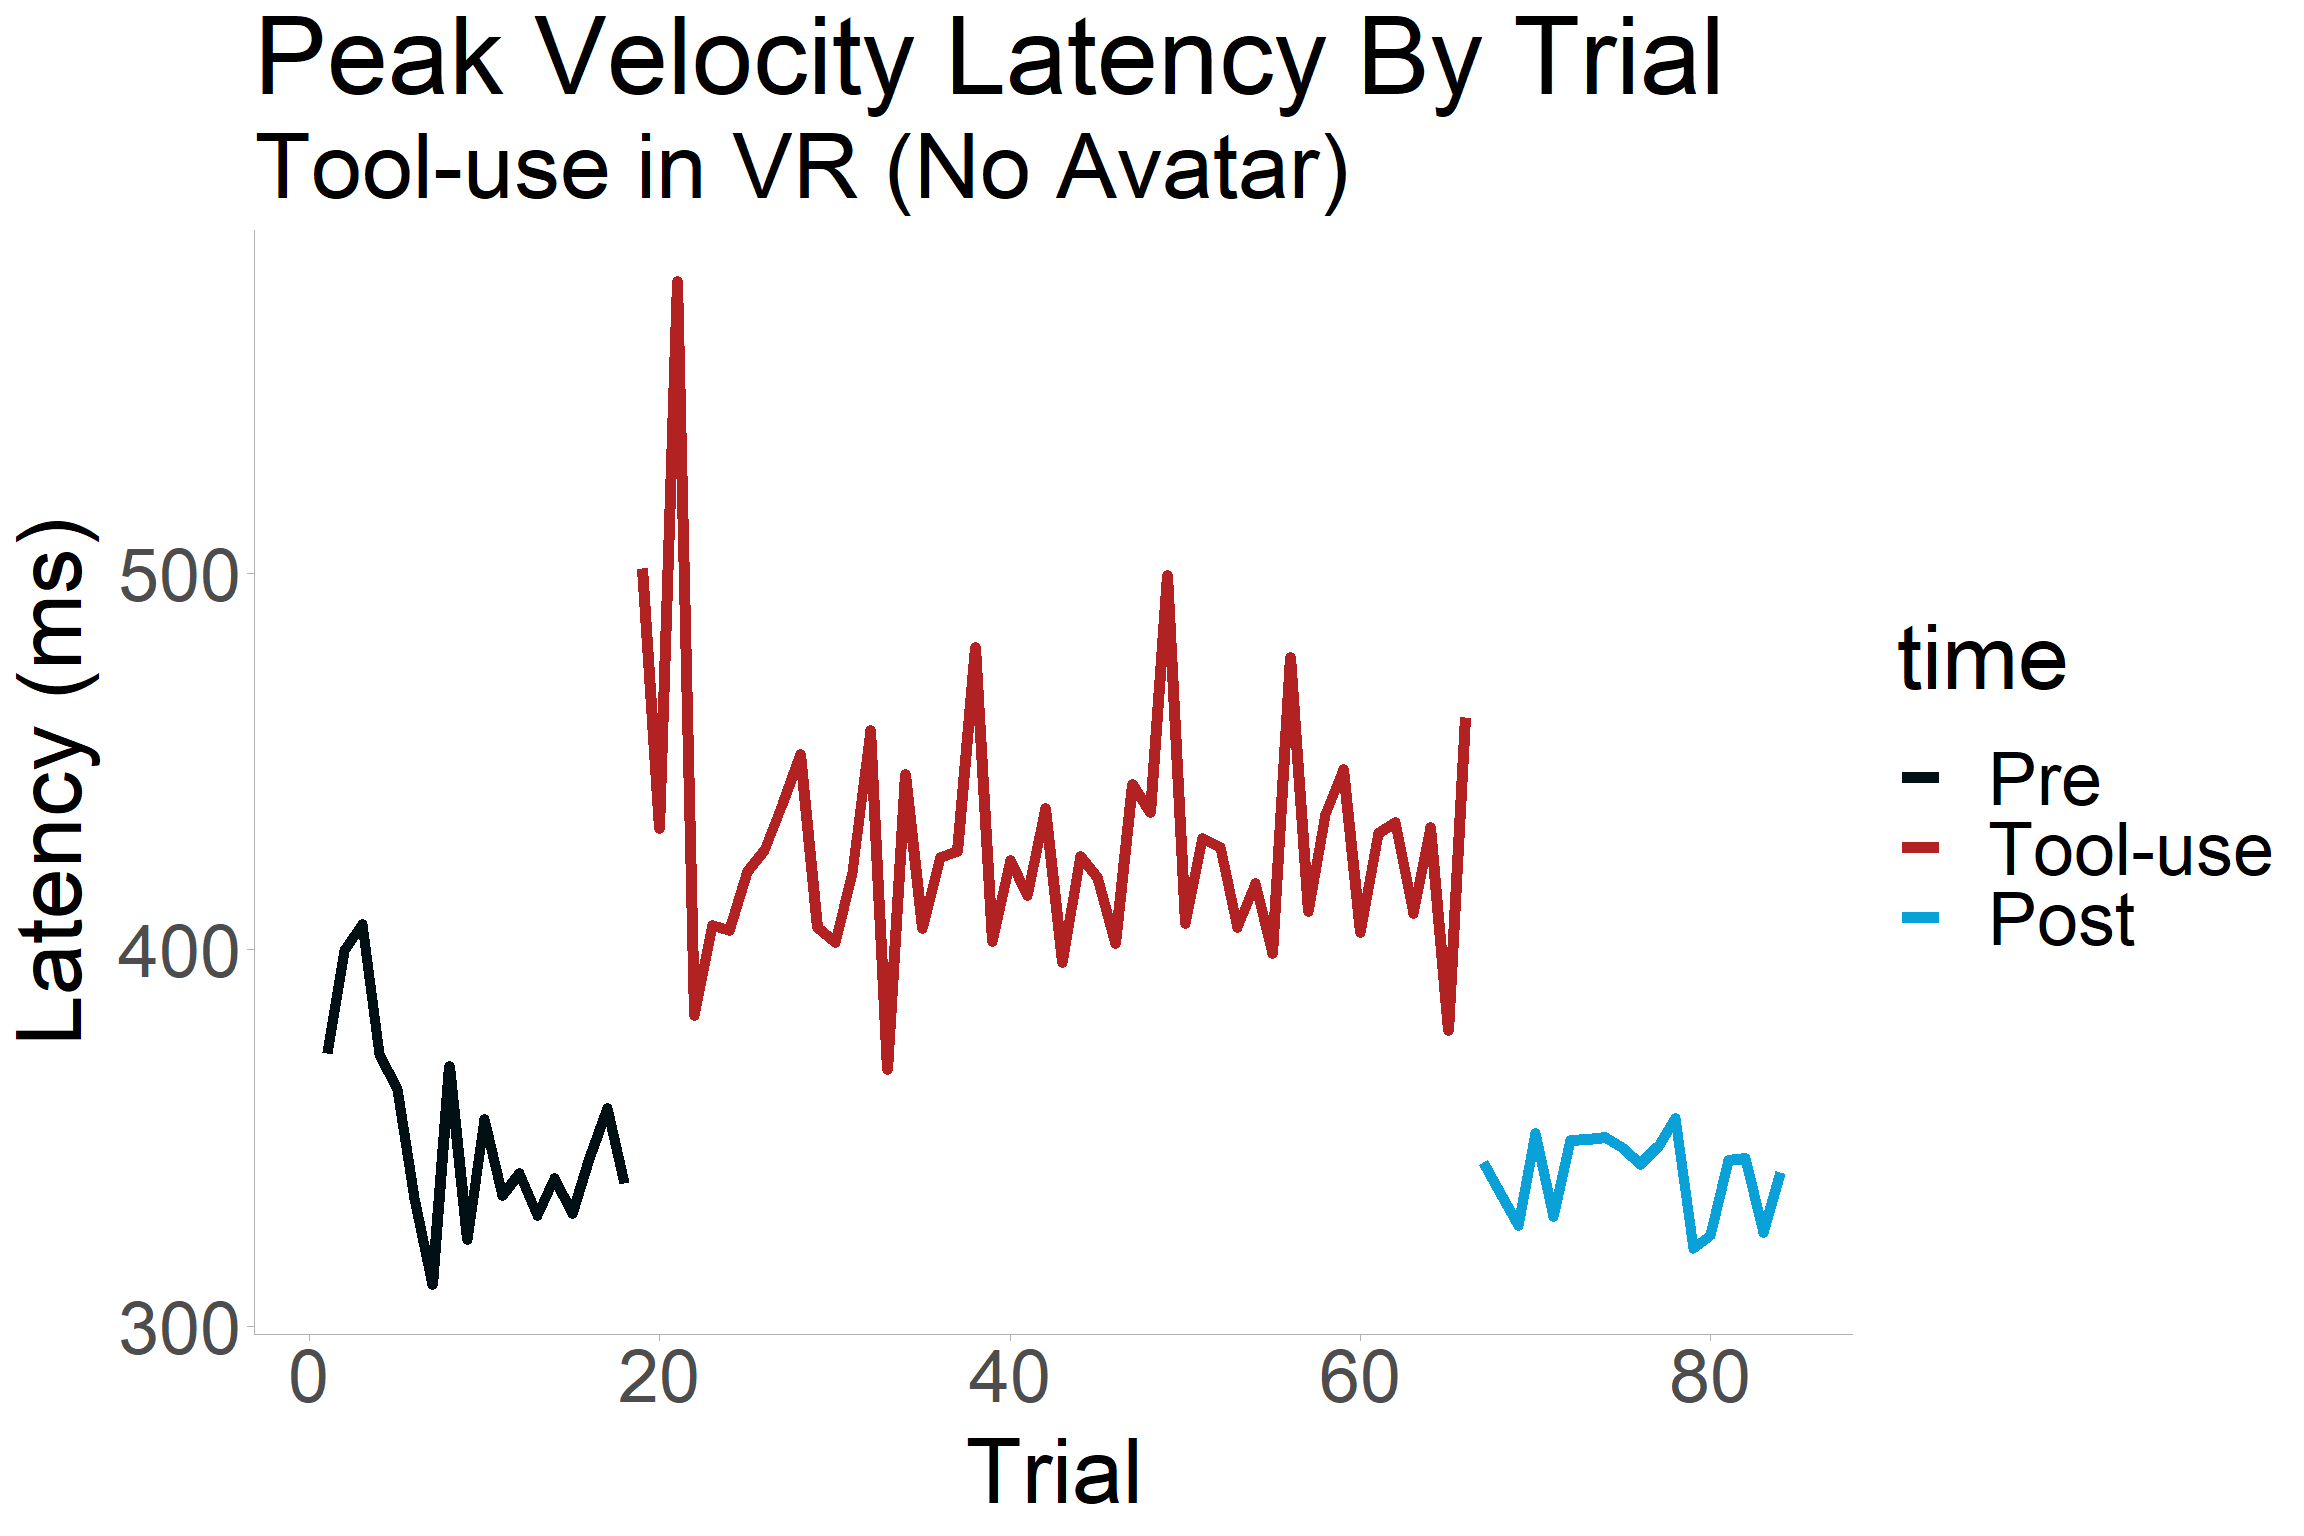 Peak Velocity Latency By Trial
Tool-use in VR (No Avatar)
Latency (ms)
500
400
300
0 20 40 60 80
Trial
time
Pre
Tool-use
Post